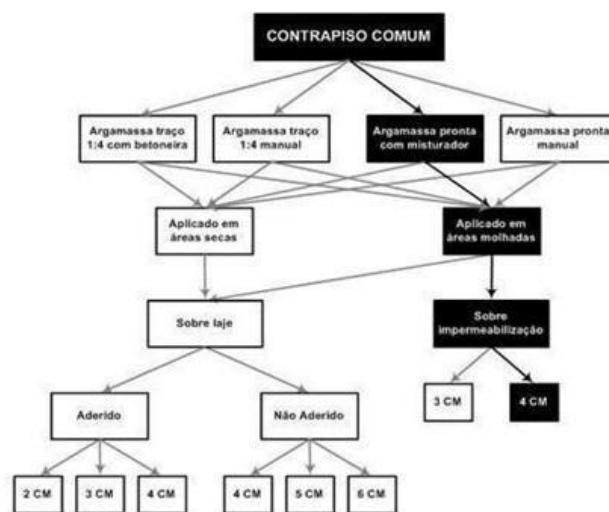 CONTRAPISO COMUM
Argamassa traço
1:4 com betoneira
Argamassa traço
1:4 manual
Argamassa pronta
com misturador
Argamassa pronta
manual
Aplicado em
áreas secas
Aplicado em
áreas molhadas
Sobre laje
Sobre
impermeabilização
3 CM
4 CM
Aderido
Não Aderido
2 CM
3 CM
4 CM
4 CM
5 CM
6 CM